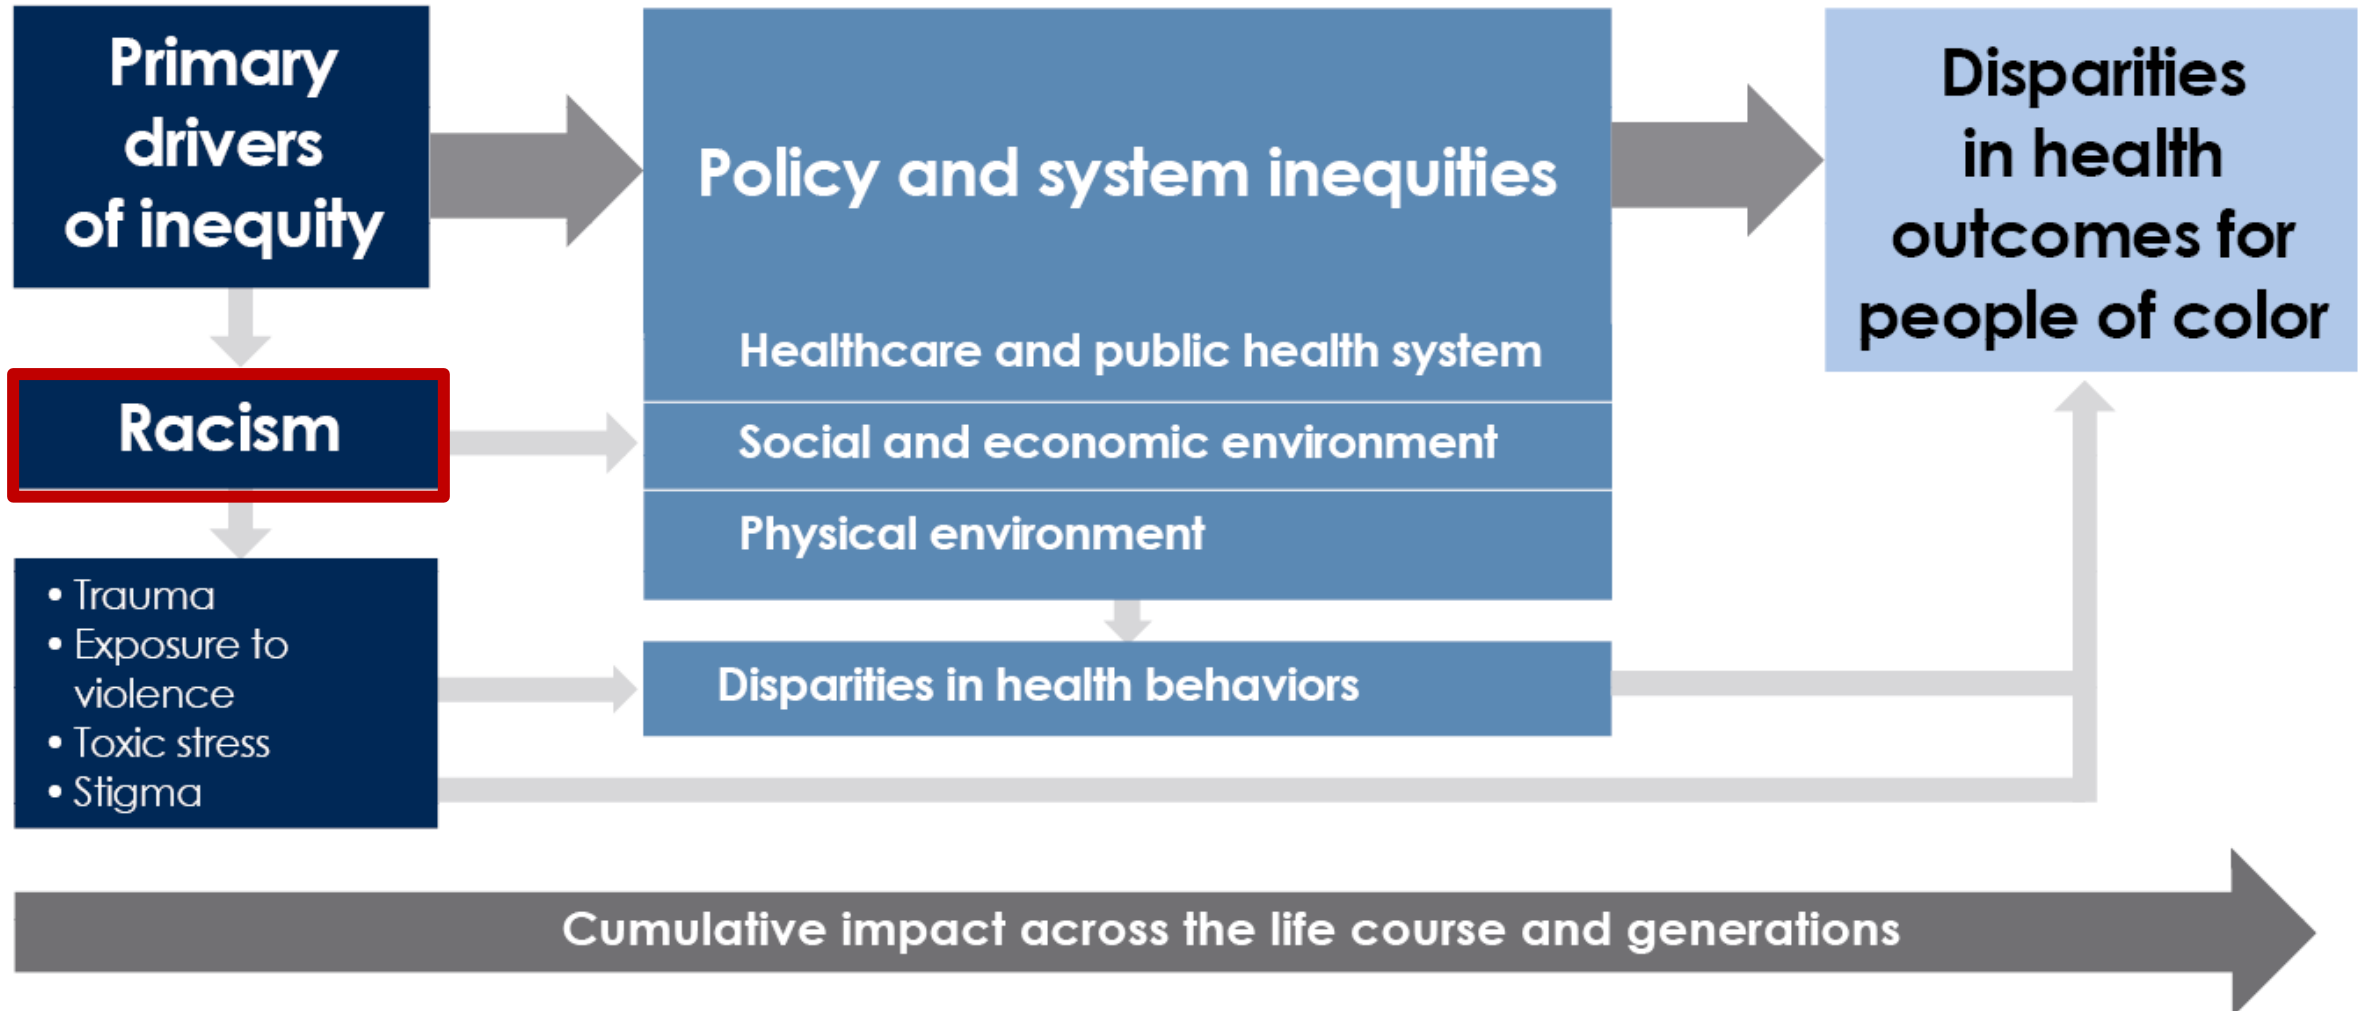 Primary
drivers
of inequity
Policy and system inequities
Disparities
in health
outcomes for
people of color
Healthcare and public health system
Racism
Social and economic environment
Physical environment
• Trauma
• Exposure to
violence
• Toxic stress
• Stigma
Disparities in health behaviors
Cumulative impact across the life course and generations